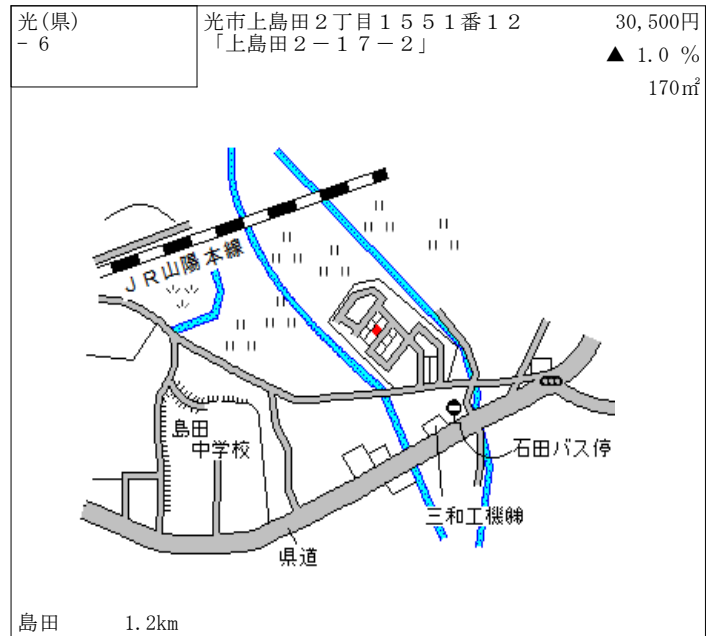 光(県)
- 6
光市上島田２丁目１５５１番１２
「上島田２－１７－２」
30,500円
▲ 1.0 %
170㎡
ＪＲ山陽本線
島田
中学校
石田バス停
三和工機㈱
県道
島田 1.2km